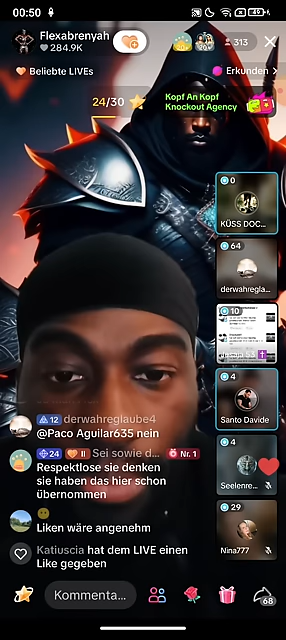 00:50
49
Flexabrenyah
284.9K
313
Beliebte LIVEs
Erkunden
24/30
Kopf An Kopf
Knockout Agency
0
KÜSS DOC...
64
derwahregla...
10
4
Santo Davide
4
Seelenre...
29
Nina777
12 derwahreglaube4
@Paco Aguilar635 nein
24 II Sei sowie d... Nr. 1
Respektlose sie denken
sie haben das hier schon
übernommen
Liken wäre angenehm
Katiuscia hat dem LIVE einen
Like gegeben
Kommenta...
68